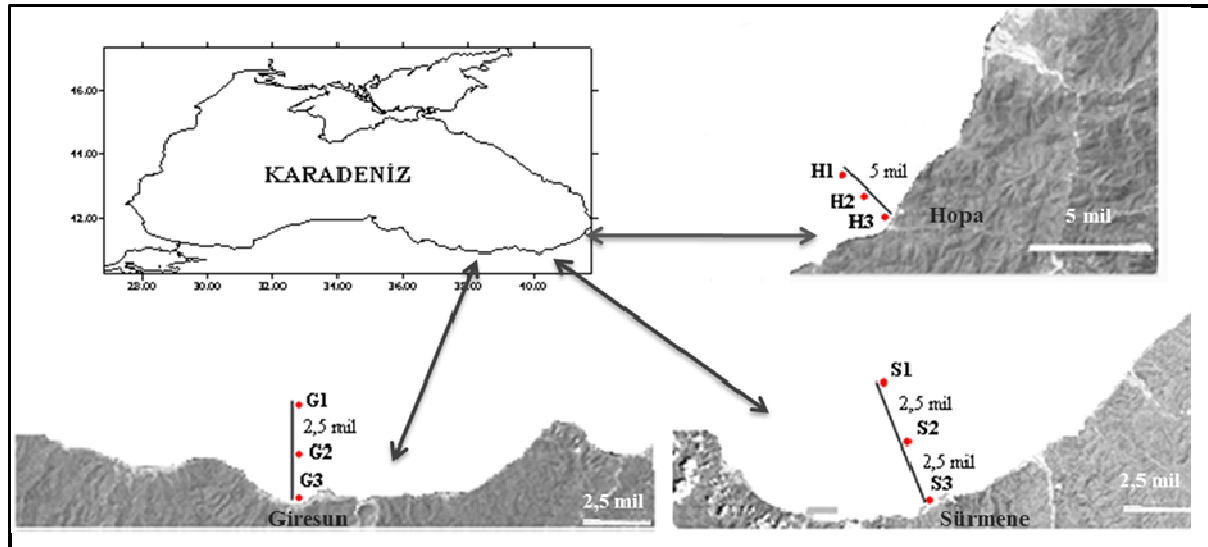 46.00
44.00
42.00
28.00 30.00 32.00 34.00 36.00 38.00 40.00
KARADENİZ
H1
5 mil
H2
H3
Hopa
5 mil
G1
2,5 mil
G2
G3
Giresun
2,5 mil
S1
2,5 mil
S2
2,5 mil
S3
Sürmene
2,5 mil